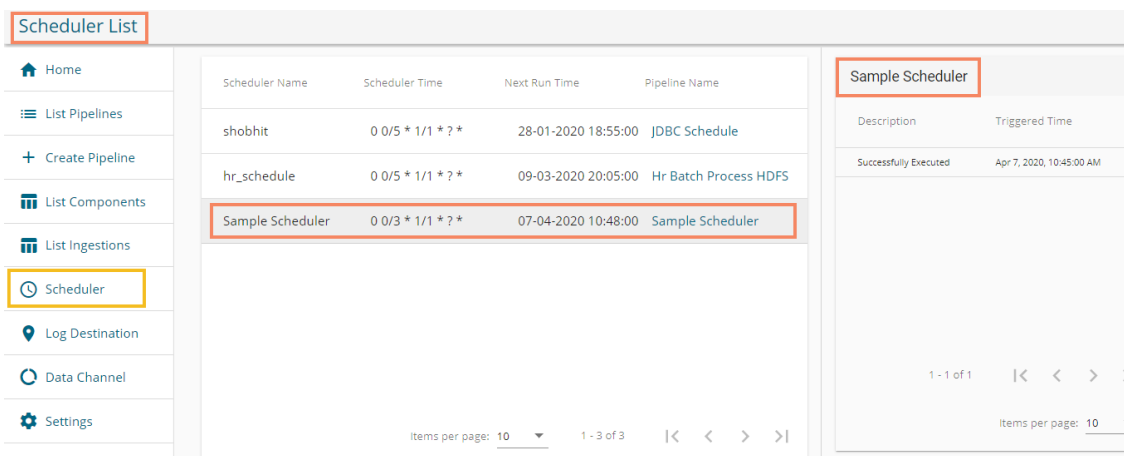 Scheduler List
Home
List Pipelines
Create Pipeline
List Components
List Ingestions
Scheduler
Log Destination
Data Channel
Settings
Scheduler Name Scheduler Time Next Run Time Pipeline Name
shobhit 0 0/5 * 1/1 * ? * 28-01-2020 18:55:00 JDBC Schedule
hr_schedule 0 0/5 * 1/1 * ? * 09-03-2020 20:05:00 Hr Batch Process HDFS
Sample Scheduler 0 0/3 * 1/1 * ? * 07-04-2020 10:48:00 Sample Scheduler
Items per page: 10 1 - 3 of 3
Sample Scheduler
Description Triggered Time
Successfully Executed Apr 7, 2020, 10:45:00 AM
1 - 1 of 1
Items per page: 10